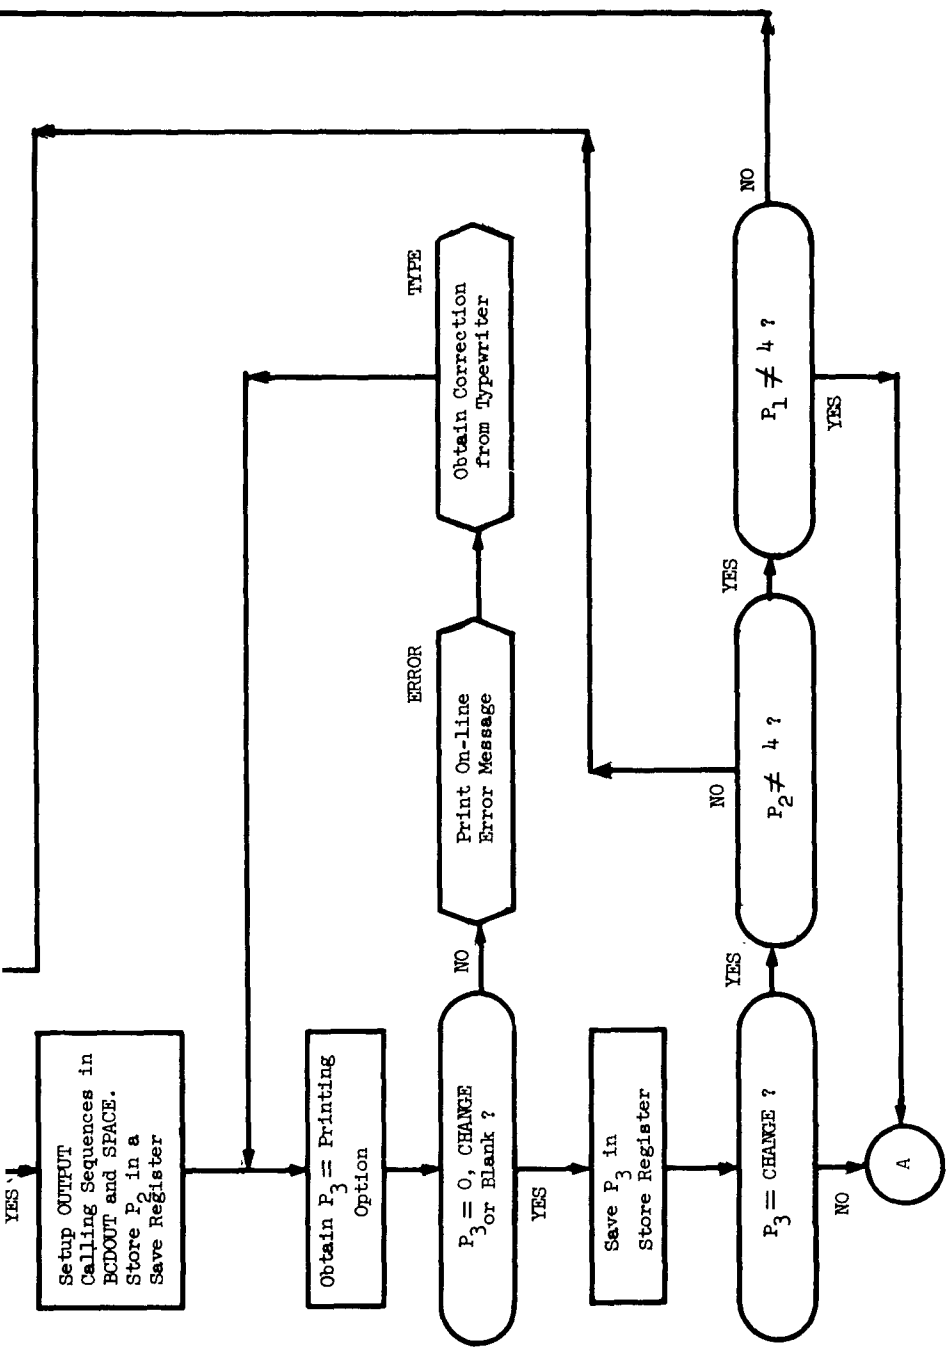 YES
Setup OUTPUT
Calling Sequences in
BCDOUT and SPACE.
Store P2 in a
Save Register
Obtain P3 = Printing
Option
P3 = 0, CHANGE
or Blank ?
NO
YES
ERROR
Print On-line
Error Message
TYPE
Obtain Correction
from Typewriter
Save P3 in
Store Register
P3 = CHANGE ?
YES
NO
P2 ≠ 4 ?
NO
YES
P1 ≠ 4 ?
NO
YES
A